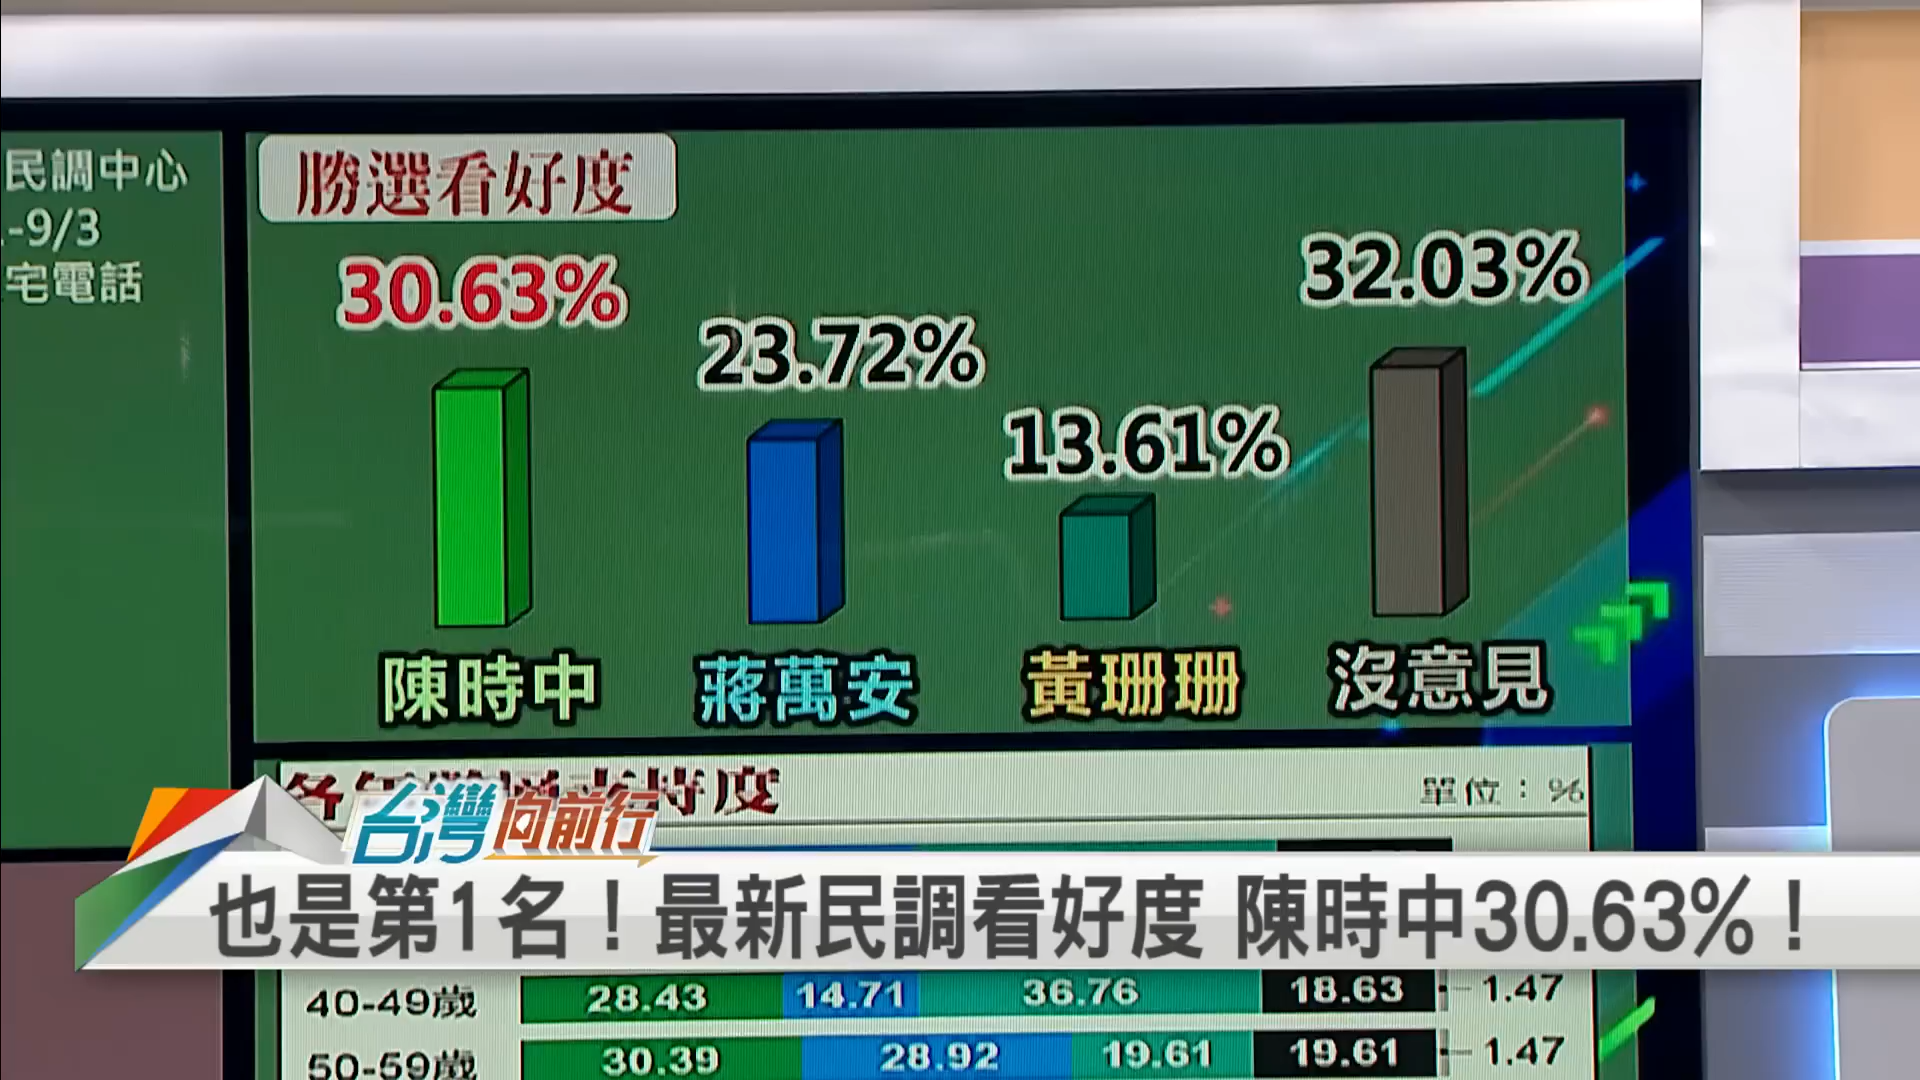 民調中心
-9/3
宅電話
勝選看好度
30.63%
23.72%
13.61%
32.03%
陳時中
蔣萬安
黃珊珊
沒意見
單位：%
台灣向前行
也是第1名！最新民調看好度 陳時中30.63%！
40-49歲 28.43 14.71 36.76 18.63 1.47
50-59歲 30.39 28.92 19.61 19.61 1.47